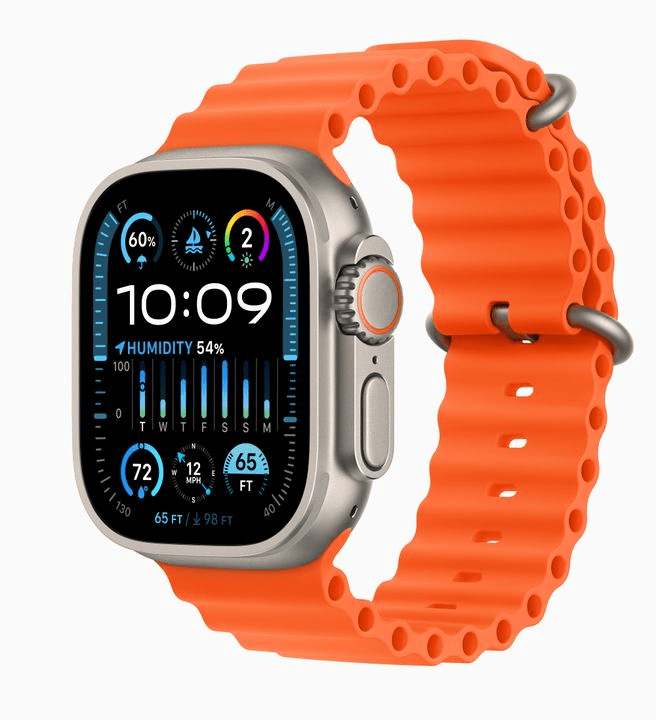 FT M
60% 2
10:09
HUMIDITY 54%
100
0
T W T F S S M
72
N
W E
12
MPH
S
65
FT
130 40
65 FT / 98 FT